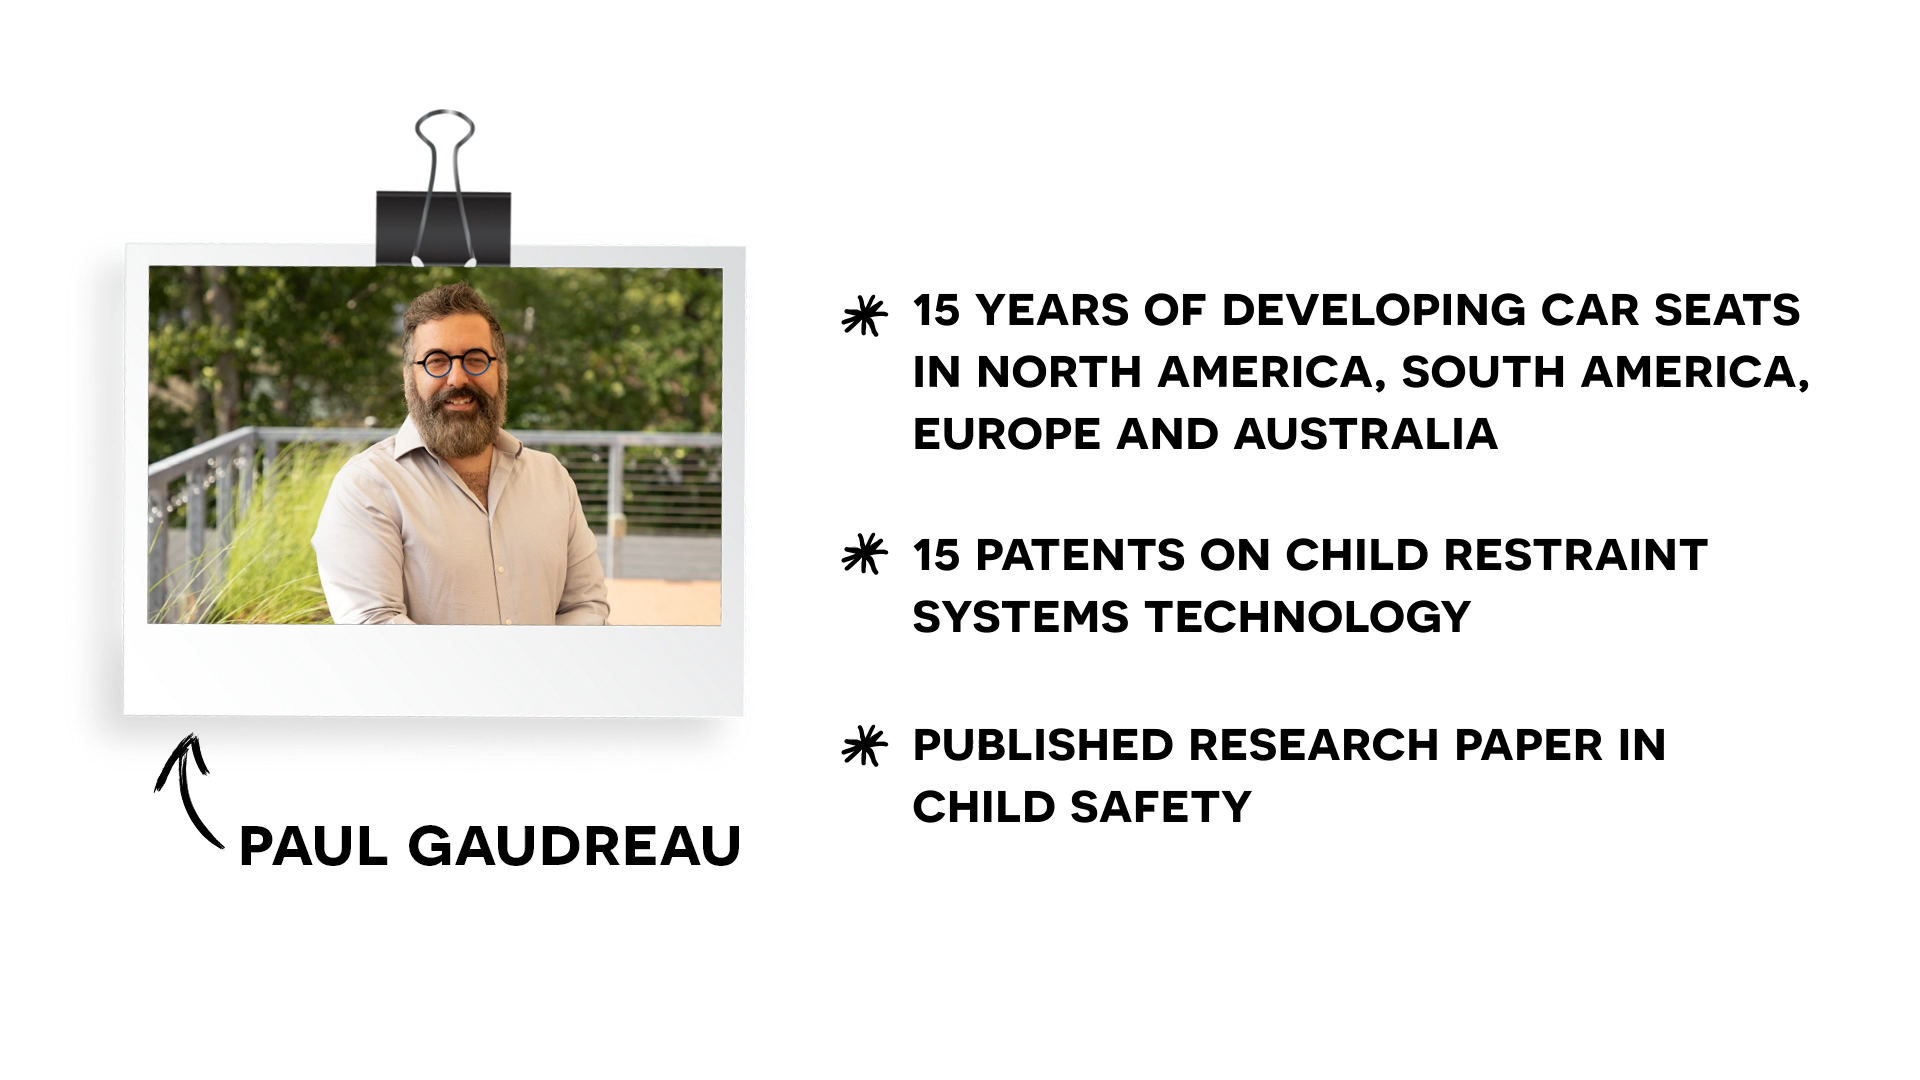 15 YEARS OF DEVELOPING CAR SEATS
IN NORTH AMERICA, SOUTH AMERICA,
EUROPE AND AUSTRALIA
15 PATENTS ON CHILD RESTRAINT
SYSTEMS TECHNOLOGY
PUBLISHED RESEARCH PAPER IN
CHILD SAFETY
PAUL GAUDREAU